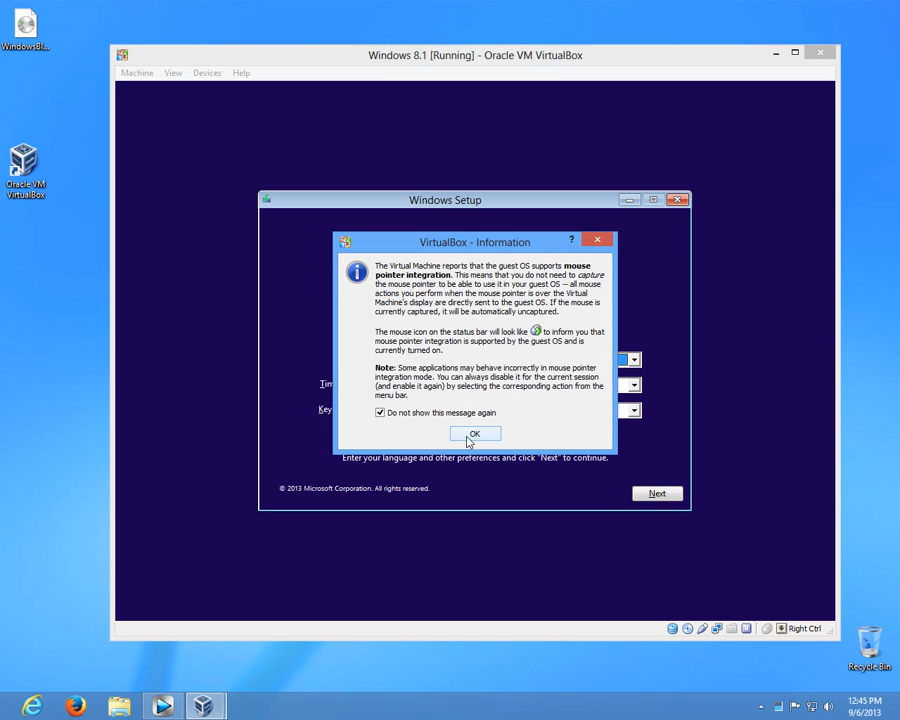 WindowsBl...
Oracle VM
VirtualBox
Windows 8.1 [Running] - Oracle VM VirtualBox
Machine View Devices Help
Windows Setup
VirtualBox - Information
?
The Virtual Machine reports that the guest OS supports mouse
pointer integration. This means that you do not need to capture
the mouse pointer to be able to use it in your guest OS -- all mouse
actions you perform when the mouse pointer is over the Virtual
Machine's display are directly sent to the guest OS. If the mouse is
currently captured, it will be automatically uncaptured.
The mouse icon on the status bar will look like to inform you that
mouse pointer integration is supported by the guest OS and is
currently turned on.
Note: Some applications may behave incorrectly in mouse pointer
integration mode. You can always disable it for the current session
(and enable it again) by selecting the corresponding action from the
menu bar.
Do not show this message again
OK
Tim
Key
Enter your language and other preferences and click "Next" to continue.
© 2013 Microsoft Corporation. All rights reserved.
Next
Right Ctrl
Recycle Bin
12:45 PM
9/6/2013